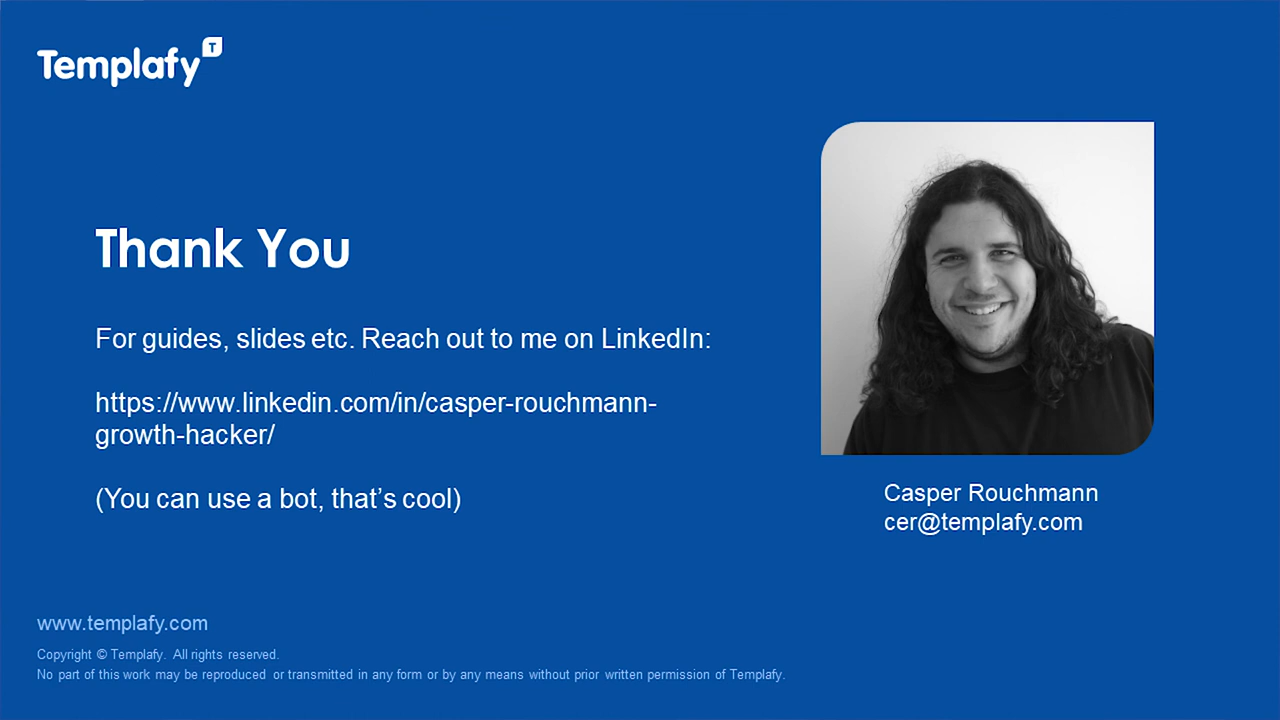 Templafy
T
Thank You
For guides, slides etc. Reach out to me on LinkedIn:
https://www.linkedin.com/in/casper-rouchmann-
growth-hacker/
(You can use a bot, that’s cool)
Casper Rouchmann
cer@templafy.com
www.templafy.com
Copyright © Templafy. All rights reserved.
No part of this work may be reproduced or transmitted in any form or by any means without prior written permission of Templafy.